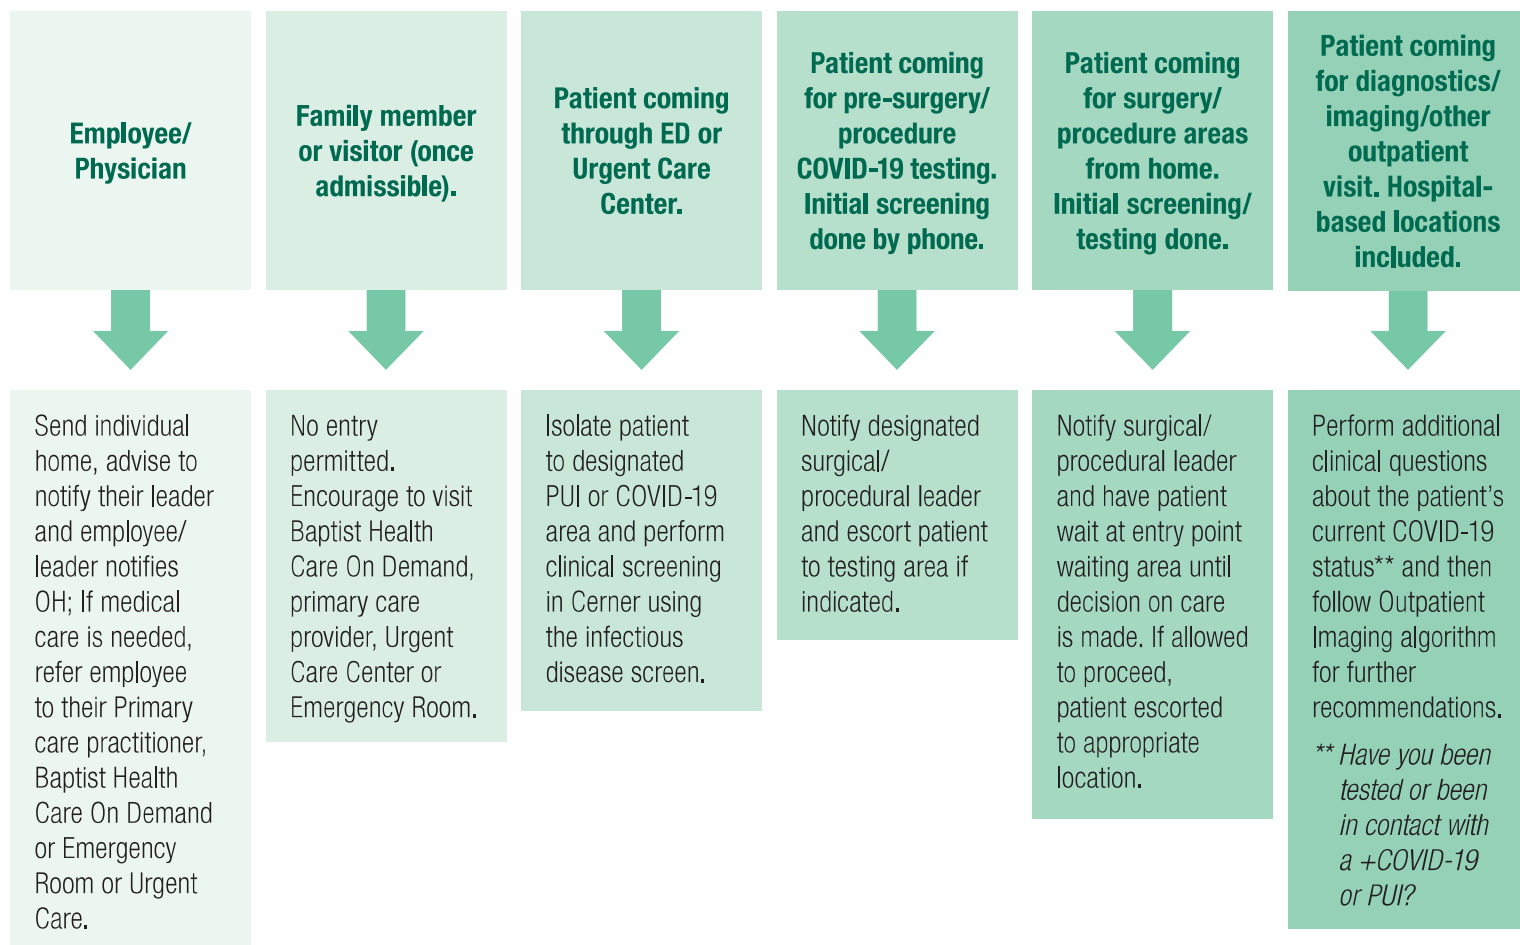 Employee/
Physician
Family member
or visitor (once
admissible).
Patient coming
through ED or
Urgent Care
Center.
Patient coming
for pre-surgery/
procedure
COVID-19 testing.
Initial screening
done by phone.
Patient coming
for surgery/
procedure areas
from home.
Initial screening/
testing done.
Patient coming
for diagnostics/
imaging/other
outpatient
visit. Hospital-
based locations
included.
Send individual
home, advise to
notify their leader
and employee/
leader notifies
OH; If medical
care is needed,
refer employee
to their Primary
care practitioner,
Baptist Health
Care On Demand
or Emergency
Room or Urgent
Care.
No entry
permitted.
Encourage to visit
Baptist Health
Care On Demand,
primary care
provider, Urgent
Care Center or
Emergency Room.
Isolate patient
to designated
PUI or COVID-19
area and perform
clinical screening
in Cerner using
the infectious
disease screen.
Notify designated
surgical/
procedural leader
and escort patient
to testing area if
indicated.
Notify surgical/
procedural leader
and have patient
wait at entry point
waiting area until
decision on care
is made. If allowed
to proceed,
patient escorted
to appropriate
location.
Perform additional
clinical questions
about the patient's
current COVID-19
status** and then
follow Outpatient
Imaging algorithm
for further
recommendations.
** Have you been
tested or been
in contact with
a +COVID-19
or PUI?